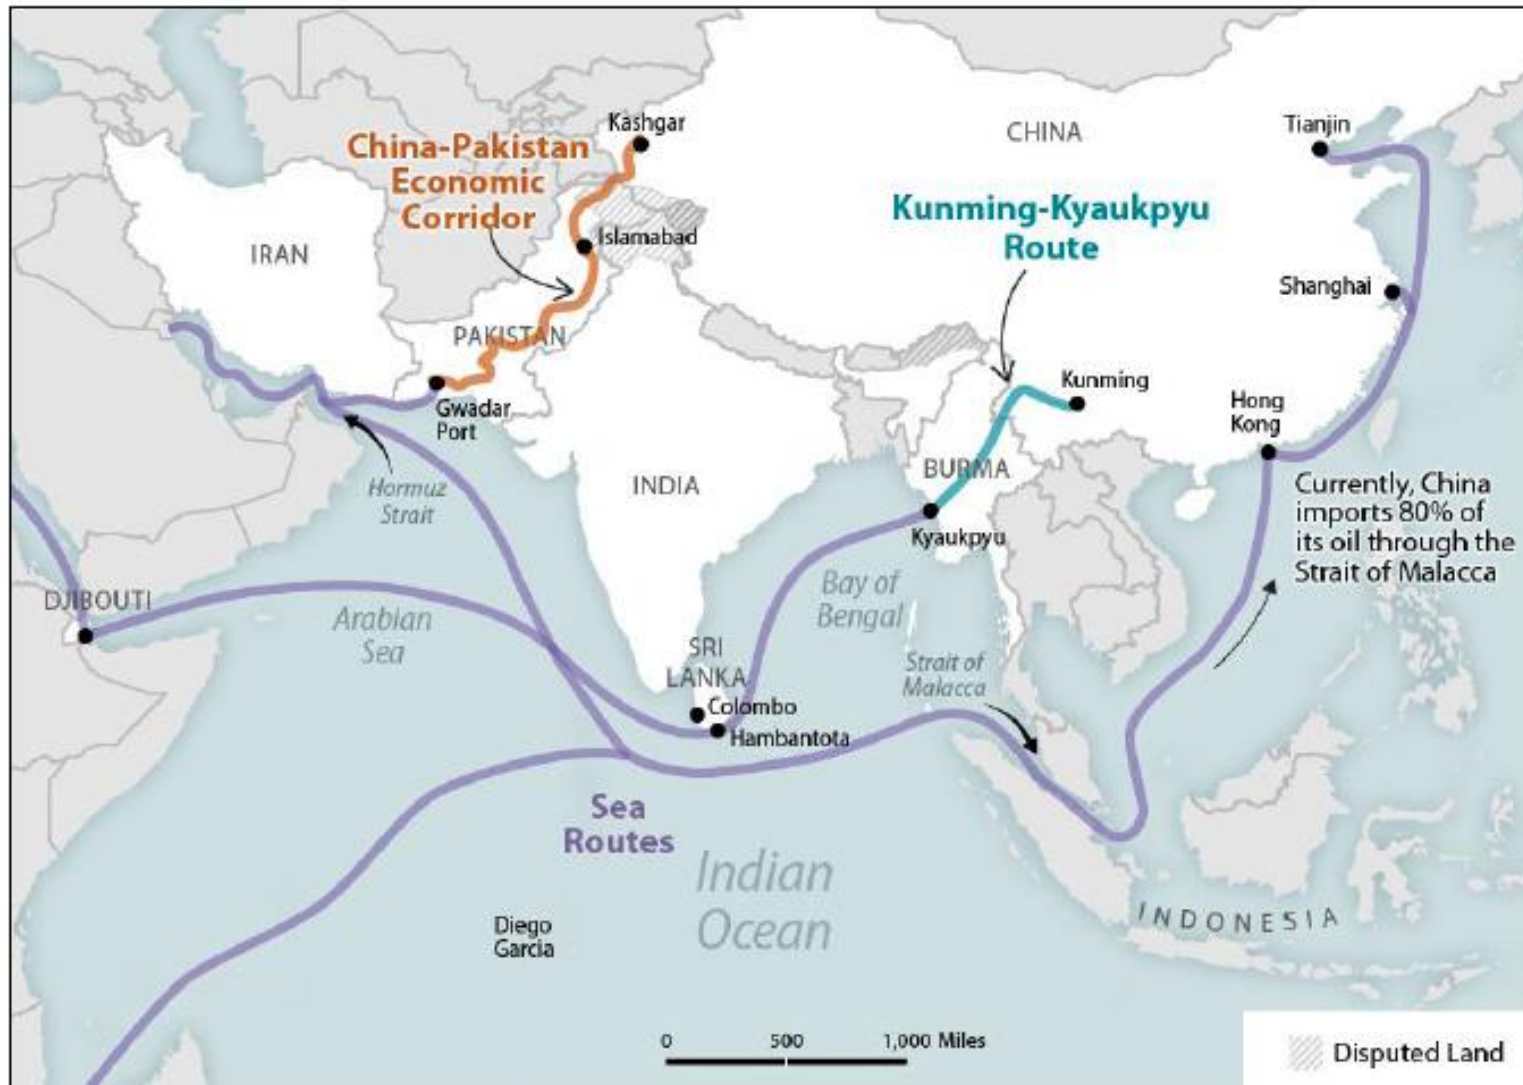 Kashgar
China-Pakistan
Economic
Corridor
CHINA
Tianjin
Kunming-Kyaukpyu
Route
Islamabad
IRAN
Shanghai
PAKISTAN
Kunming
Gwadar
Port
Hong
Kong
Hormuz
Strait
INDIA
BURMA
Currently, China
imports 80% of
its oil through the
Strait of Malacca
Kyaukpyu
Bay of
Bengal
DJIBOUTI
Arabian
Sea
SRI
LANKA
Strait of
Malacca
Colombo
Hambantota
Sea
Routes
Indian
Ocean
Diego
Garcia
INDONESIA
0 500 1,000 Miles
Disputed Land